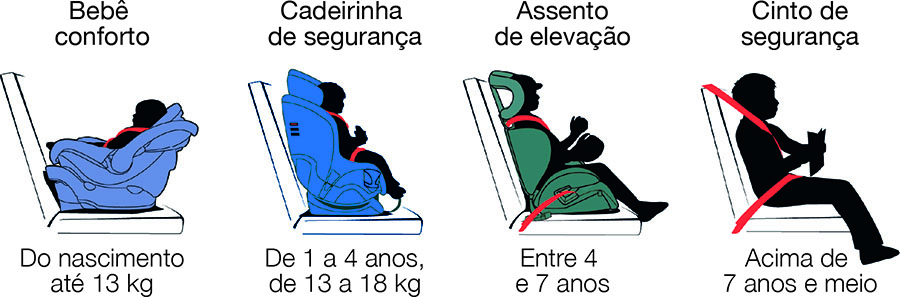 Bebê
conforto
Cadeirinha
de segurança
Assento
de elevação
Cinto de
segurança
Do nascimento
até 13 kg
De 1 a 4 anos,
de 13 a 18 kg
Entre 4
e 7 anos
Acima de
7 anos e meio